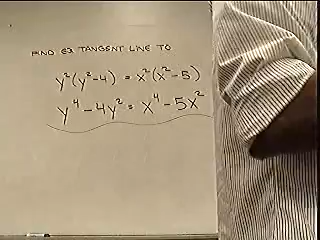 FIND EQ TANGENT LINE TO
y²(y²-4) = x²(x²-5)
y⁴-4y² = x⁴-5x²